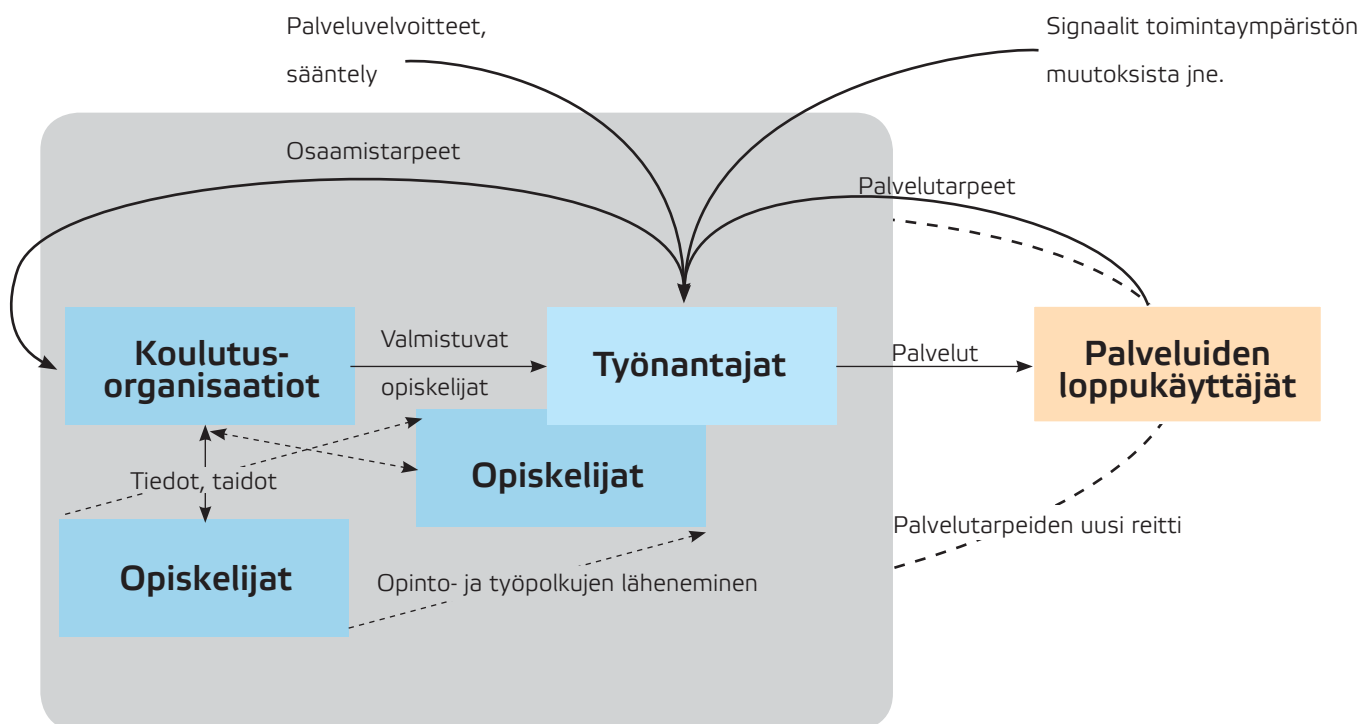 Palveluvelvoitteet,
sääntely
Signaalit toimintaympäristön
muutoksista jne.
Osaamistarpeet
Palvelutarpeet
Koulutus-
organisaatiot
Valmistuvat
opiskelijat
Työnantajat
Palvelut
Palveluiden
loppukäyttäjät
Tiedot, taidot
Opiskelijat
Opiskelijat
Opinto- ja työpolkujen läheneminen
Palvelutarpeiden uusi reitti